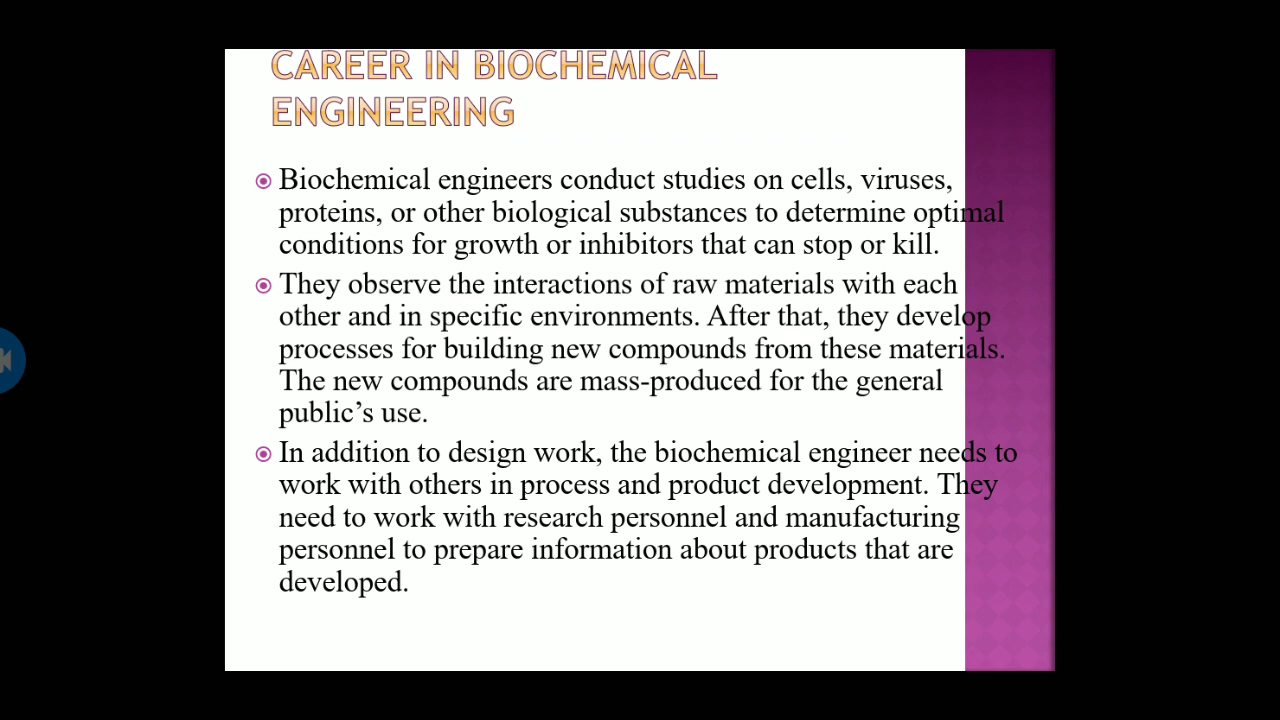 CAREER IN BIOCHEMICAL
ENGINEERING
Biochemical engineers conduct studies on cells, viruses,
proteins, or other biological substances to determine optimal
conditions for growth or inhibitors that can stop or kill.
They observe the interactions of raw materials with each
other and in specific environments. After that, they develop
processes for building new compounds from these materials.
The new compounds are mass-produced for the general
public’s use.
In addition to design work, the biochemical engineer needs to
work with others in process and product development. They
need to work with research personnel and manufacturing
personnel to prepare information about products that are
developed.